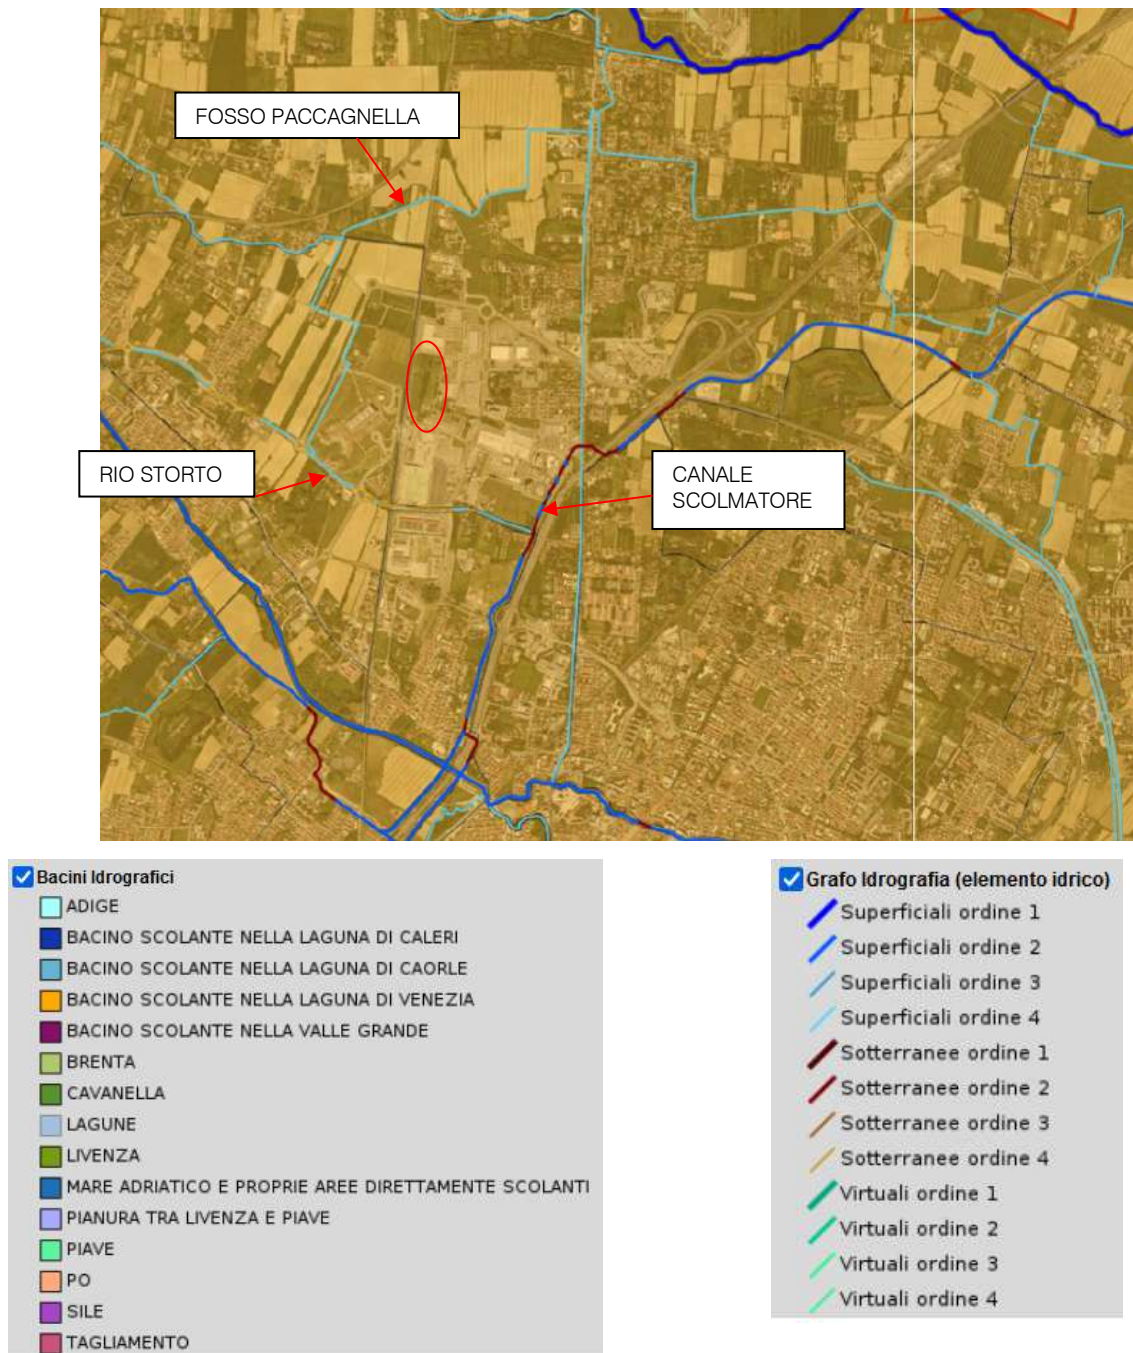 FOSSO PACCAGNELLA
RIO STORTO
CANALE
SCOLMATORE
Bacini Idrografici
ADIGE
BACINO SCOLANTE NELLA LAGUNA DI CALERI
BACINO SCOLANTE NELLA LAGUNA DI CAORLE
BACINO SCOLANTE NELLA LAGUNA DI VENEZIA
BACINO SCOLANTE NELLA VALLE GRANDE
BRENTA
CAVANELLA
LAGUNE
LIVENZA
MARE ADRIATICO E PROPRIE AREE DIRETTAMENTE SCOLANTI
PIANURA TRA LIVENZA E PIAVE
PIAVE
PO
SILE
TAGLIAMENTO
Grafo Idrografia (elemento idrico)
Superficiali ordine 1
Superficiali ordine 2
Superficiali ordine 3
Superficiali ordine 4
Sotterranee ordine 1
Sotterranee ordine 2
Sotterranee ordine 3
Sotterranee ordine 4
Virtuali ordine 1
Virtuali ordine 2
Virtuali ordine 3
Virtuali ordine 4